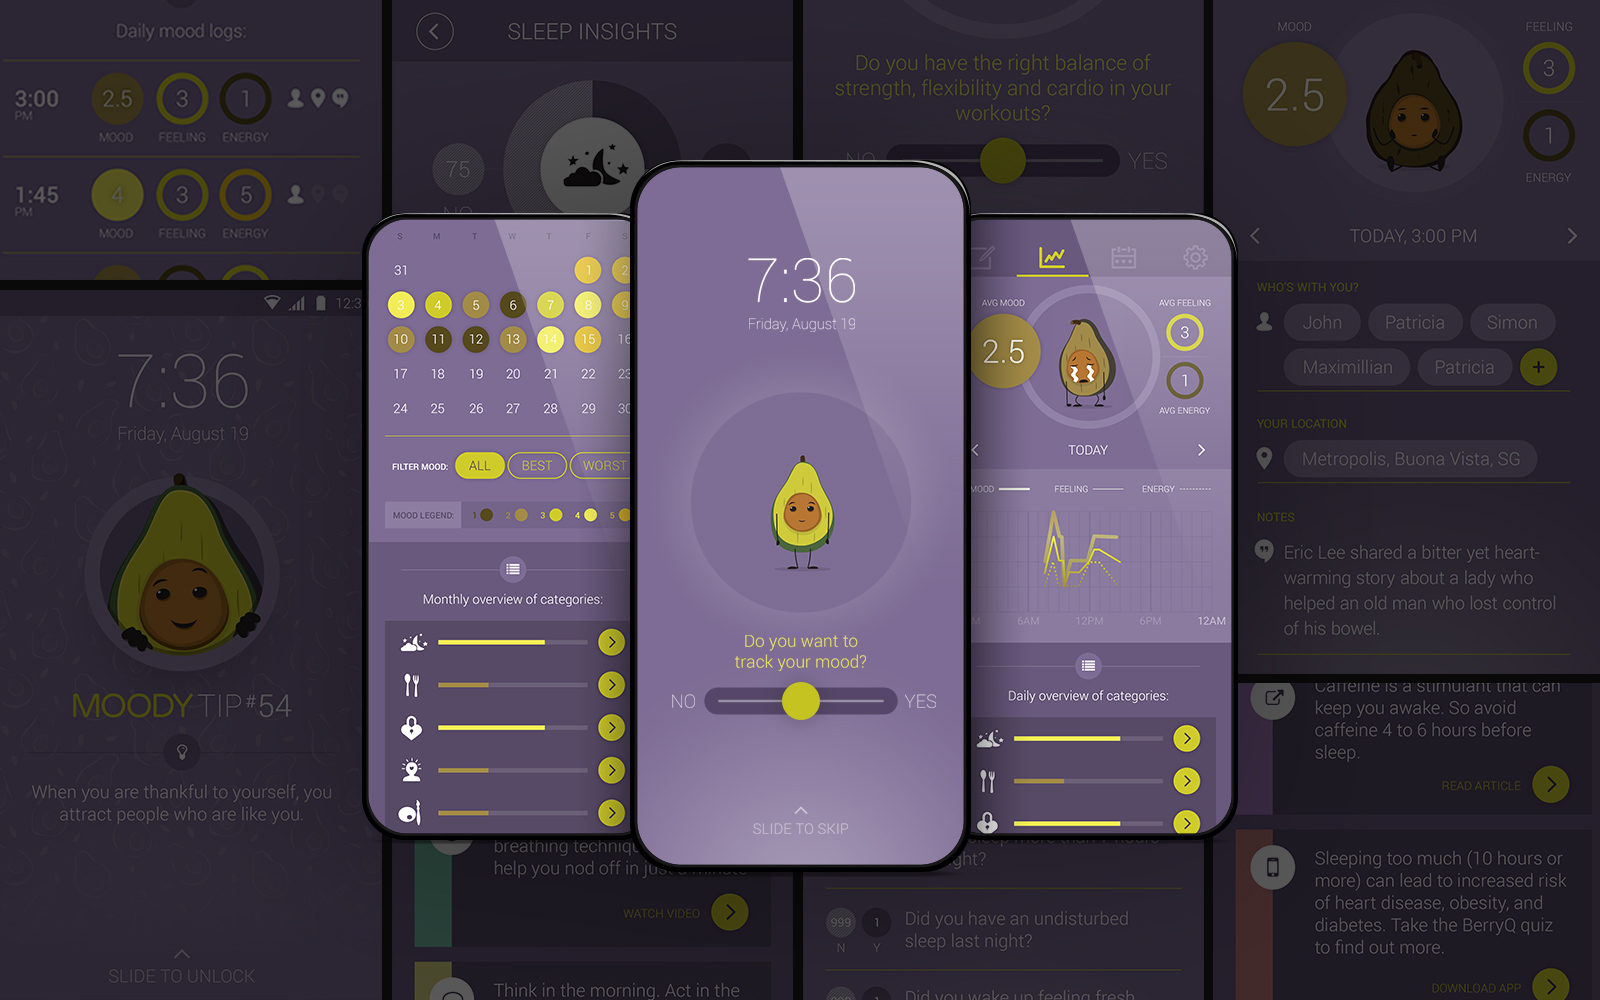 Daily mood logs:
3:00
PM
2.5
3
1
MOOD
FEELING
ENERGY
1:45
PM
4
3
5
MOOD
FEELING
ENERGY
12:3
7:36
Friday, August 19
MOODY TIP #54
When you are thankful to yourself, you
attract people who are like you.
SLIDE TO UNLOCK
SLEEP INSIGHTS
75
NO
S M T W T F S
31 1 2
3 4 5 6 7 8 9
10 11 12 13 14 15 16
17 18 19 20 21 22 23
24 25 26 27 28 29 30
FILTER MOOD:
ALL
BEST
WORST
MOOD LEGEND:
1 2 3 4 5
Monthly overview of categories:
breathing techniqu
help you nod off in just a minute
WATCH VIDEO
Think in the morning. Act in the
Do you have the right balance of
strength, flexibility and cardio in your
workouts?
NO
YES
7:36
Friday, August 19
Do you want to
track your mood?
NO
YES
SLIDE TO SKIP
sleep more than 7 hours
ght?
999
1
N
Y
Did you have an undisturbed
sleep last night?
999
1
Did you wake up feeling fresh
AVG MOOD
2.5
AVG FEELING
3
1
AVG ENERGY
TODAY
MOOD
FEELING
ENERGY
M
6AM
12PM
6PM
12AM
Daily overview of categories:
MOOD
2.5
FEELING
3
1
ENERGY
TODAY, 3:00 PM
WHO'S WITH YOU?
John
Patricia
Simon
Maximillian
Patricia
+
YOUR LOCATION
Metropolis, Buona Vista, SG
NOTES
Eric Lee shared a bitter yet heart-
warming story about a lady who
helped an old man who lost control
of his bowel.
Caffeine is a stimulant that can
keep you awake. So avoid
caffeine 4 to 6 hours before
sleep.
READ ARTICLE
Sleeping too much (10 hours or
more) can lead to increased risk
of heart disease, obesity, and
diabetes. Take the BerryQ quiz
to find out more.
DOWNLOAD APP